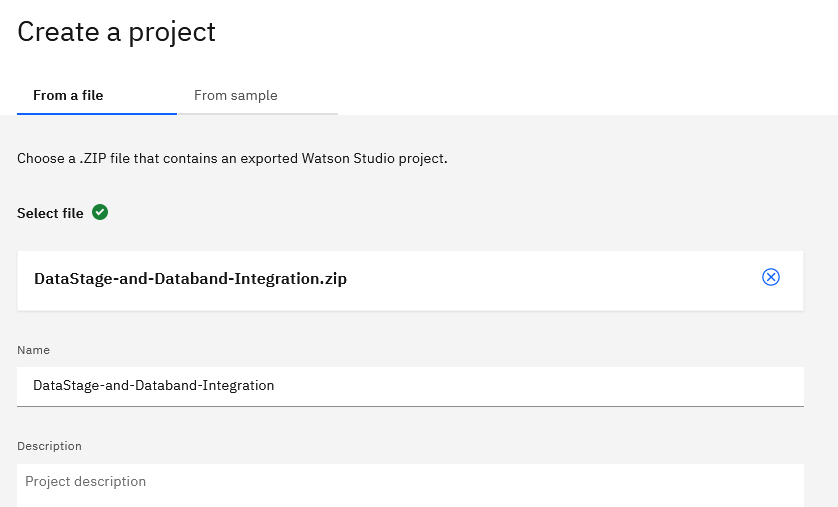 Create a project
From a file
From sample
Choose a .ZIP file that contains an exported Watson Studio project.
Select file
DataStage-and-Databand-Integration.zip
Name
DataStage-and-Databand-Integration
Description
Project description